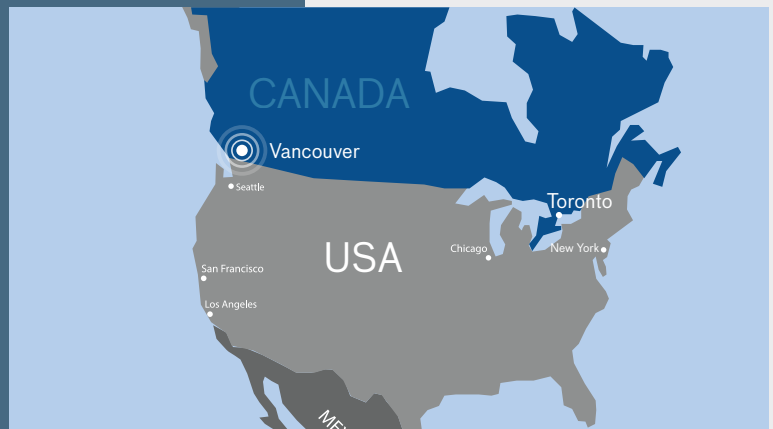 CANADA
Vancouver
Seattle
Toronto
USA
Chicago
New York
San Francisco
Los Angeles